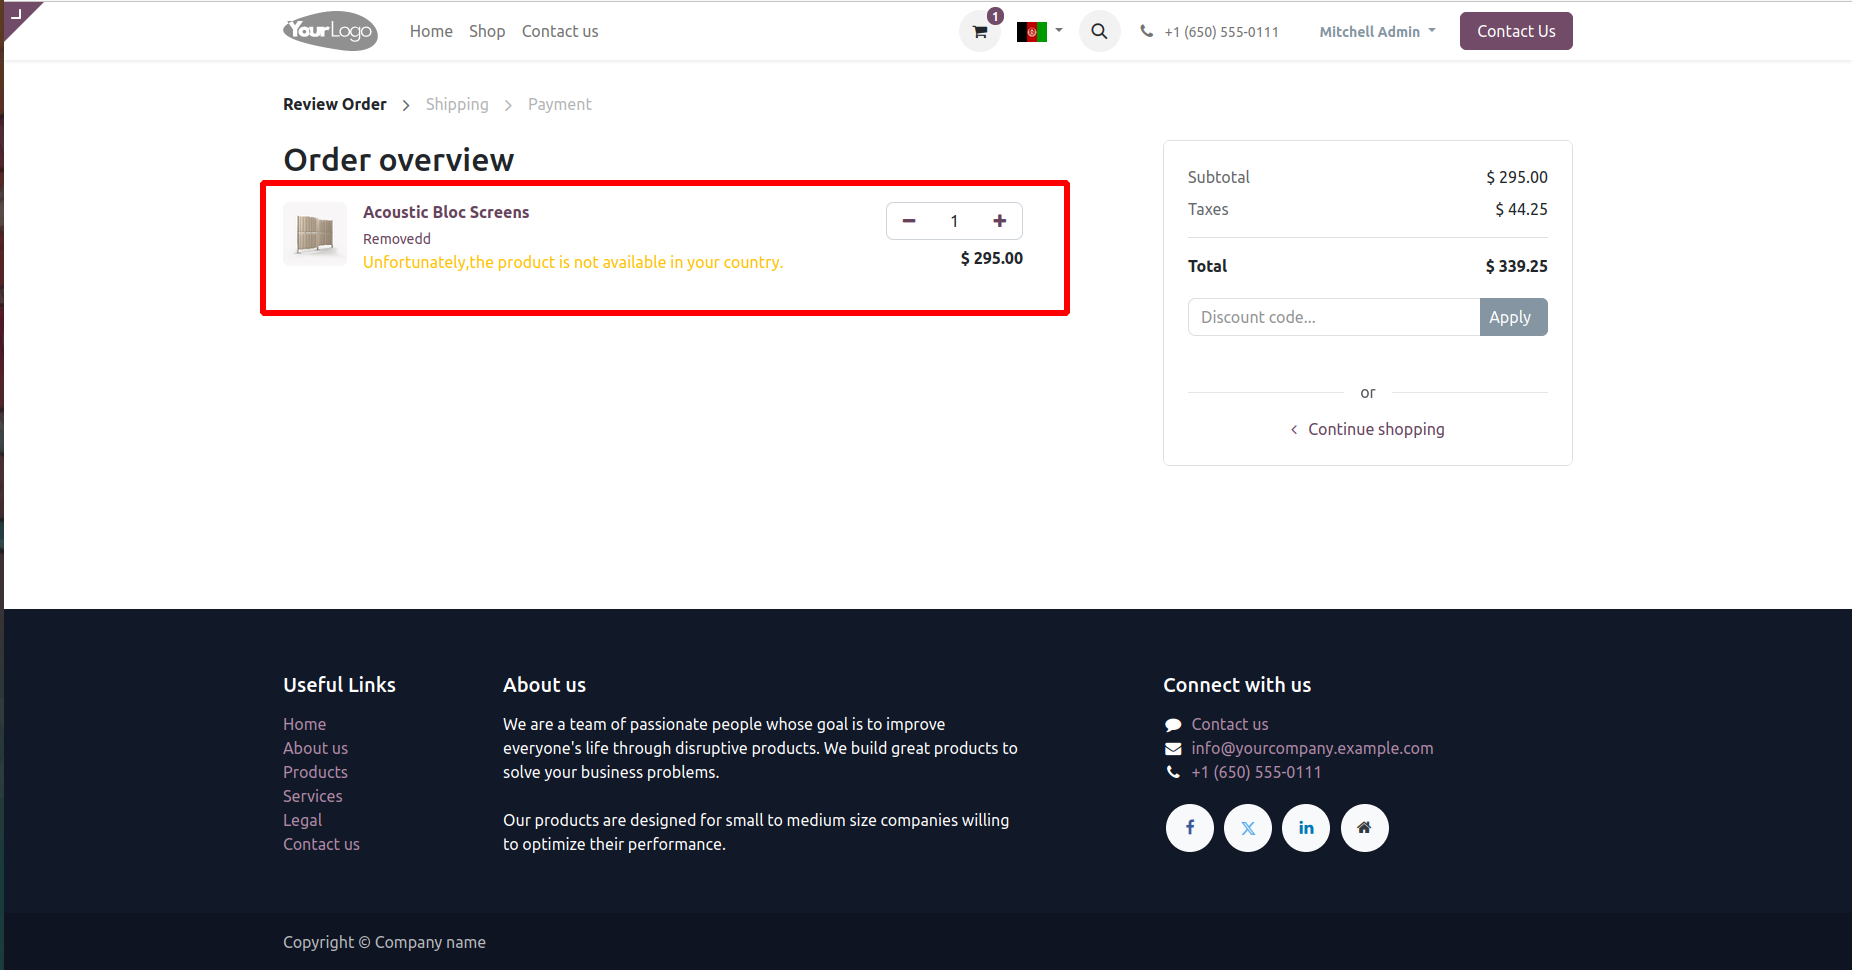 YourLogo
Home Shop Contact us
1
+1 (650) 555-0111
Mitchell Admin
Contact Us
Review Order > Shipping > Payment
Order overview
Acoustic Bloc Screens
Removedd
Unfortunately,the product is not available in your country.
− 1 +
$ 295.00
Subtotal $ 295.00
Taxes $ 44.25
Total $ 339.25
Discount code... Apply
or
< Continue shopping
Useful Links
Home
About us
Products
Services
Legal
Contact us
About us
We are a team of passionate people whose goal is to improve
everyone's life through disruptive products. We build great products to
solve your business problems.
Our products are designed for small to medium size companies willing
to optimize their performance.
Connect with us
Contact us
info@yourcompany.example.com
+1 (650) 555-0111
Copyright © Company name